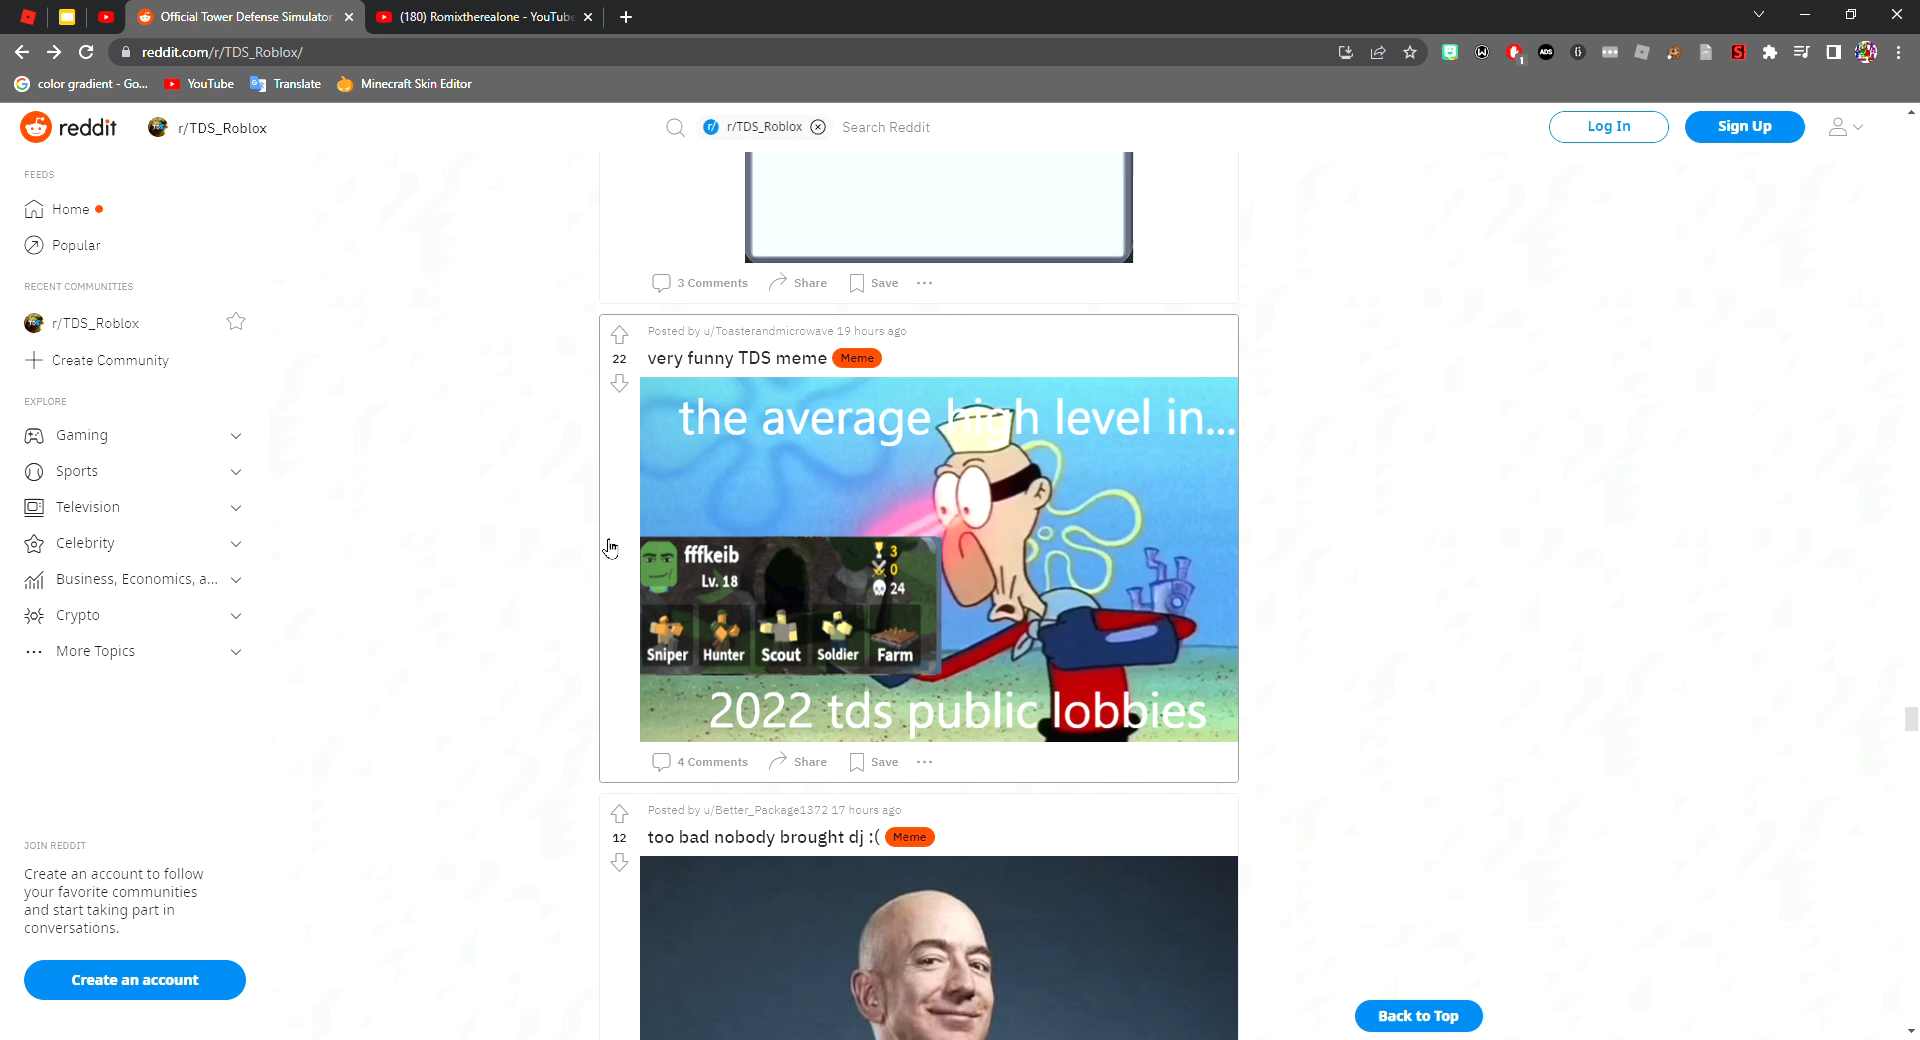 Official Tower Defense Simulator
(180) Romixtherealone - YouTube
reddit.com/r/TDS_Roblox/
ADS
1
color gradient - Go...
YouTube
Translate
Minecraft Skin Editor
reddit
r/TDS_Roblox
r/ r/TDS_Roblox
Search Reddit
Log In
Sign Up
FEEDS
Home
Popular
RECENT COMMUNITIES
r/TDS_Roblox
Create Community
EXPLORE
Gaming
Sports
Television
Celebrity
Business, Economics, a...
Crypto
More Topics
JOIN REDDIT
Create an account to follow
your favorite communities
and start taking part in
conversations.
Create an account
3 Comments Share Save
Posted by u/Toasterandmicrowave 19 hours ago
22
very funny TDS meme Meme
the average high level in...
fffkeib
Lv. 18
3
0
24
Sniper Hunter Scout Soldier Farm
2022 tds public lobbies
4 Comments Share Save
Posted by u/Better_Package1372 17 hours ago
12
too bad nobody brought dj :( Meme
Back to Top